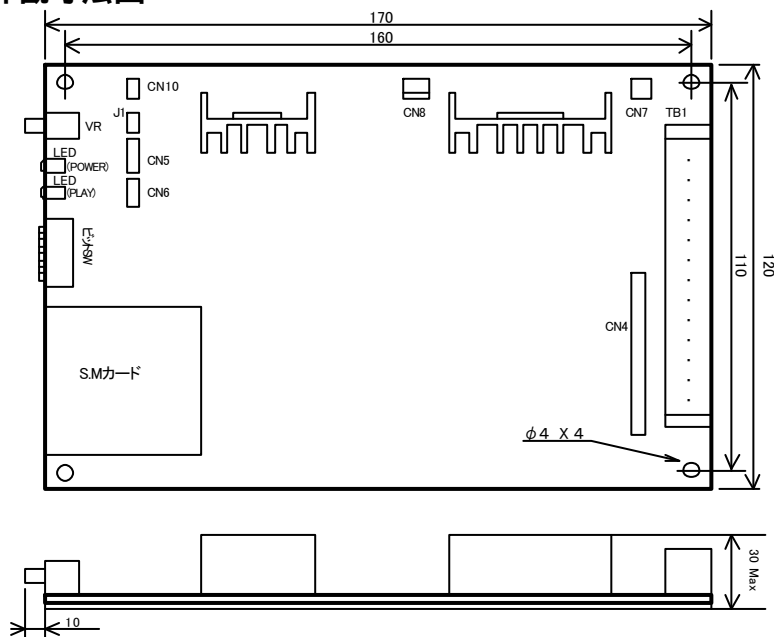 170
160
CN10
J1
VR
CN8
CN7
TB1
LED
(POWER)
CN5
LED
(PLAY)
CN6
ビットSW
110
120
CN4
S.Mカード
φ4 X 4
30 Max
10